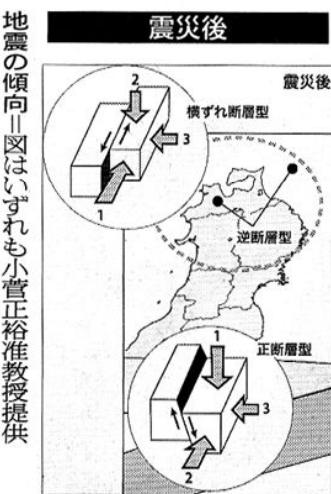 震災後
地震の傾向＝図はいずれも小菅正裕准教授提供
震災後
2
横ずれ断層型
3
1
逆断層型
正断層型
1
3
2